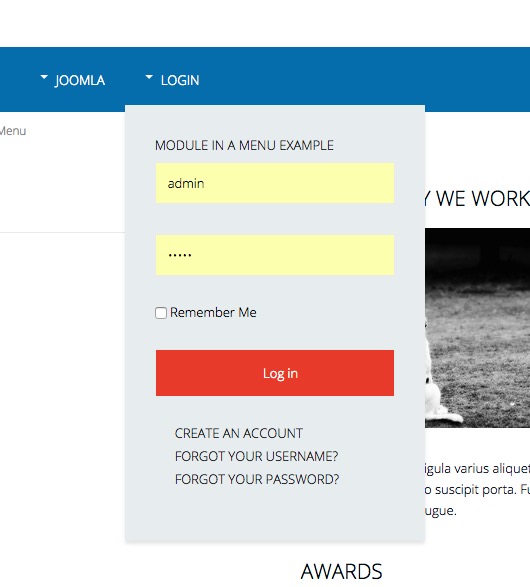 JOOMLA
LOGIN
Menu
MODULE IN A MENU EXAMPLE
admin
•••••
Remember Me
Log in
CREATE AN ACCOUNT
FORGOT YOUR USERNAME?
FORGOT YOUR PASSWORD?
WE WORK
igula varius aliquet
o suscipit porta. Fu
ugue.
AWARDS